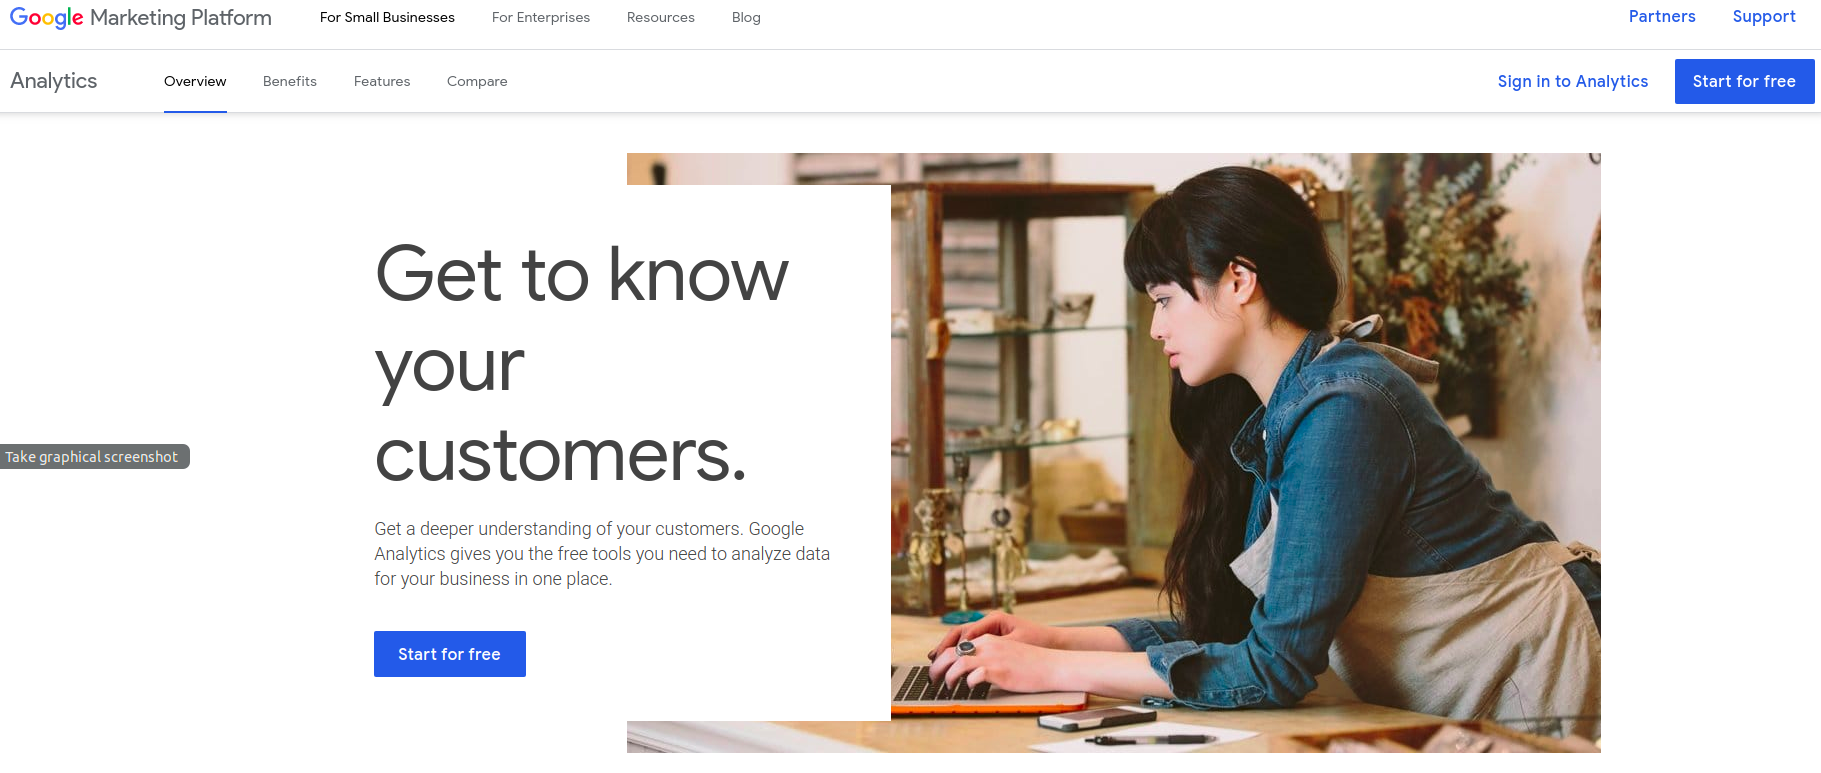 Google Marketing Platform For Small Businesses For Enterprises Resources Blog Partners Support
Analytics Overview Benefits Features Compare Sign in to Analytics Start for free
Get to know
your
customers.
Take graphical screenshot
Get a deeper understanding of your customers. Google
Analytics gives you the free tools you need to analyze data
for your business in one place.
Start for free